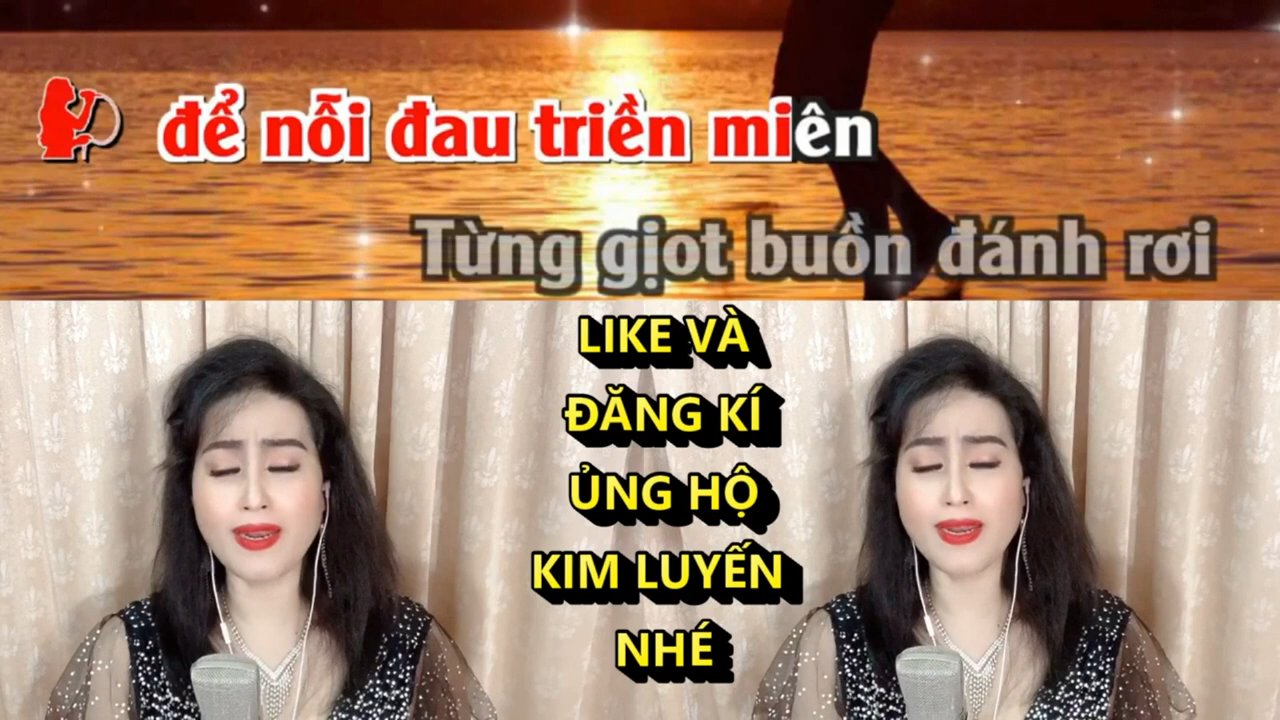 để nỗi đau triền miên
Từng giọt buồn đánh rơi
LIKE VÀ
ĐĂNG KÍ
ỦNG HỘ
KIM LUYẾN
NHÉ